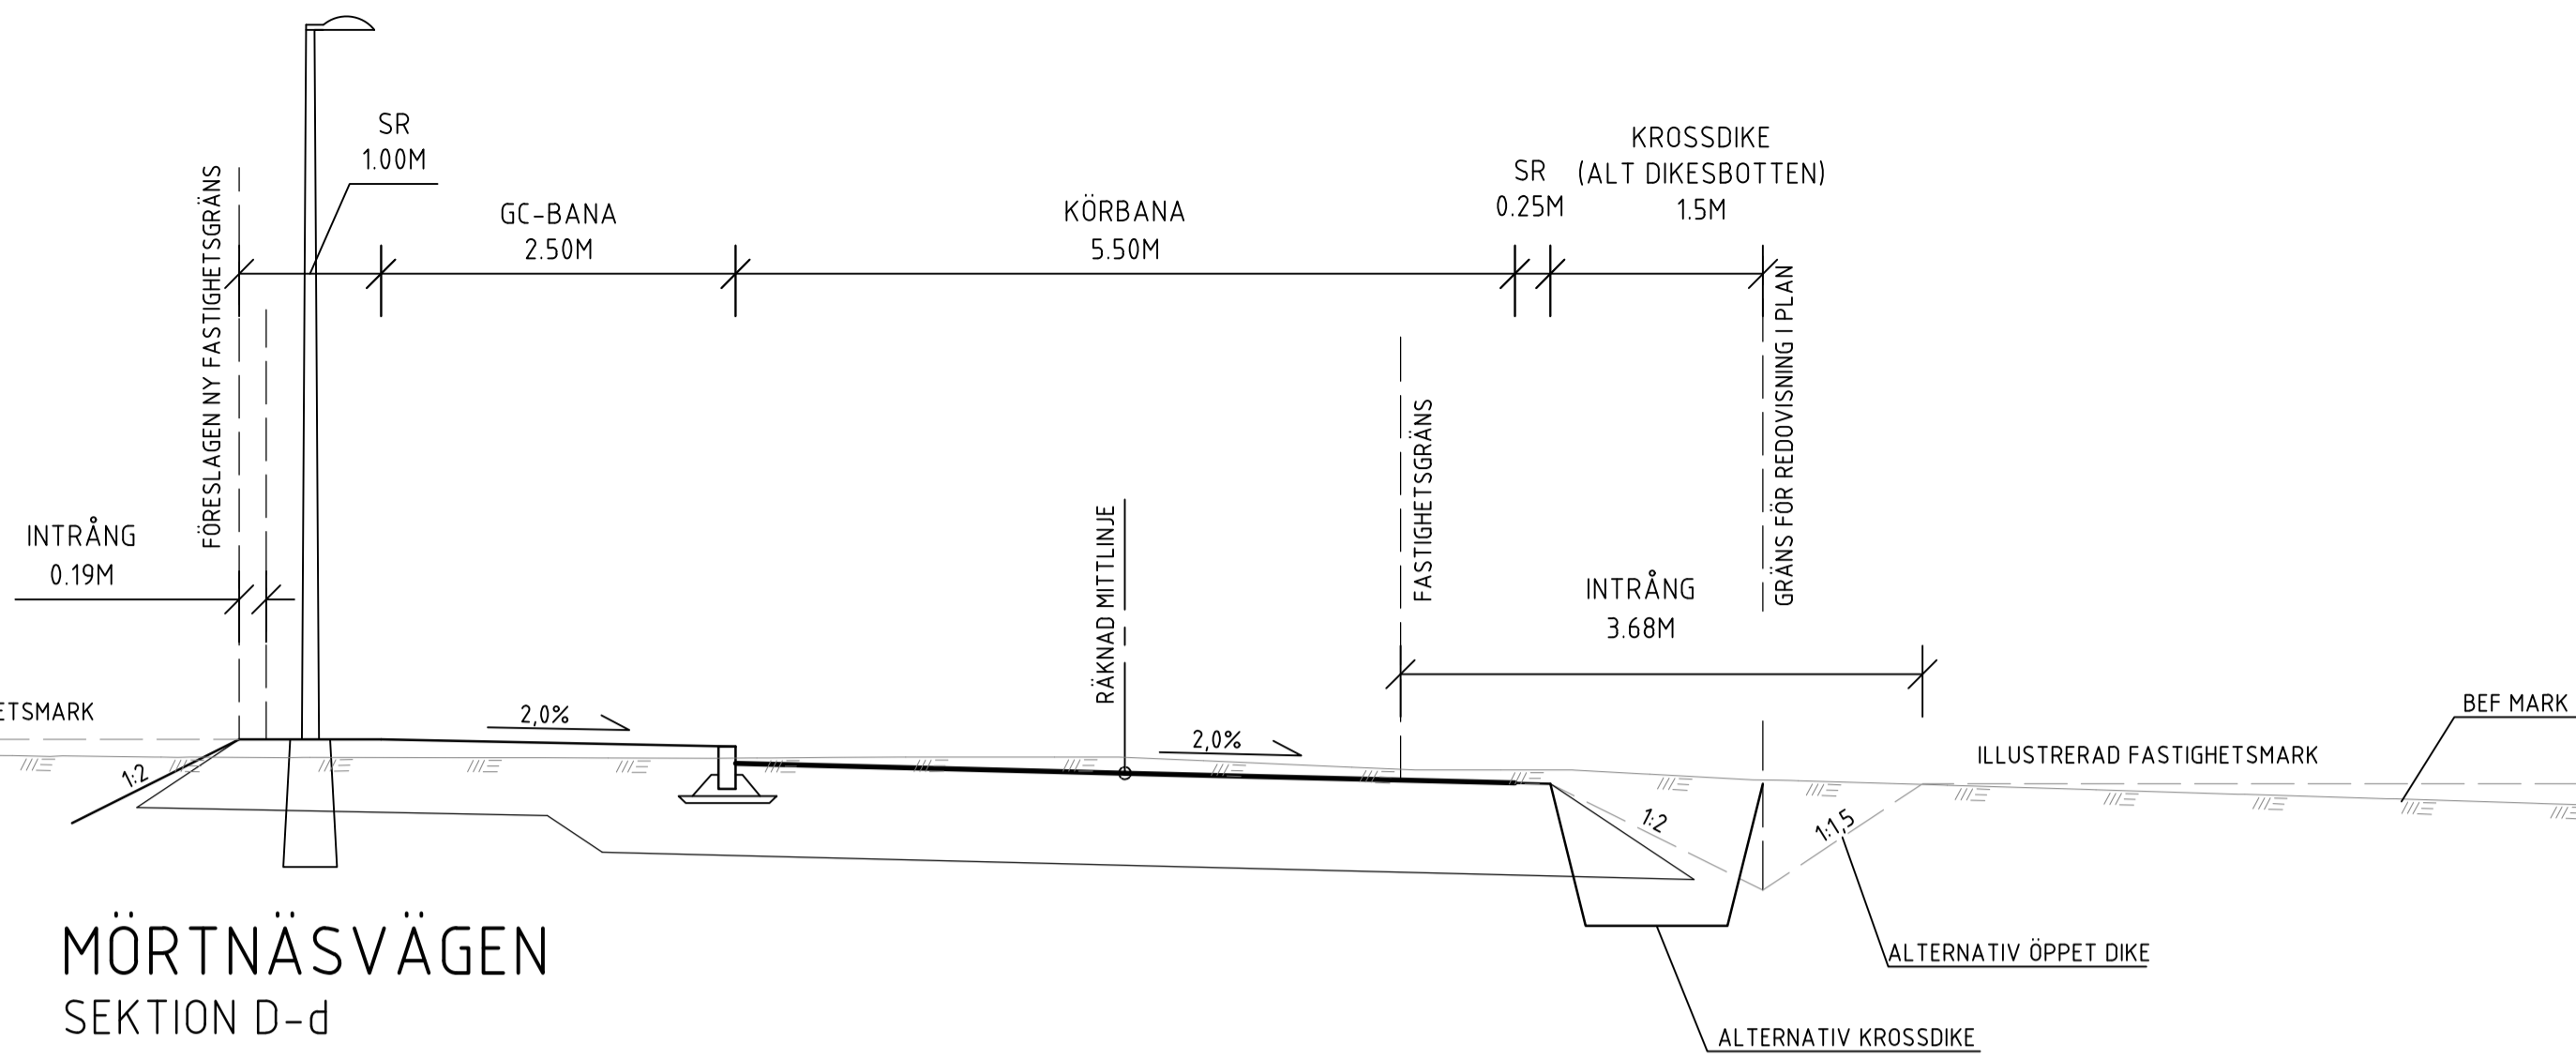 SR
1.00M
GC-BANA
2.50M
KÖRBANA
5.50M
SR
0.25M
KROSSDIKE
(ALT DIKESBOTTEN)
1.5M
FÖRESLAGEN NY FASTIGHETSGRÄNS
INTRÅNG
0.19M
RÄKNAD MITTLINJE
FASTIGHETSGRÄNS
GRÄNS FÖR REDOVISNING I PLAN
INTRÅNG
3.68M
ETSMARK
2,0%
2,0%
BEF MARK
ILLUSTRERAD FASTIGHETSMARK
1:2
1:2
1:1,5
MÖRTNÄSVÄGEN
SEKTION D-d
ALTERNATIV ÖPPET DIKE
ALTERNATIV KROSSDIKE